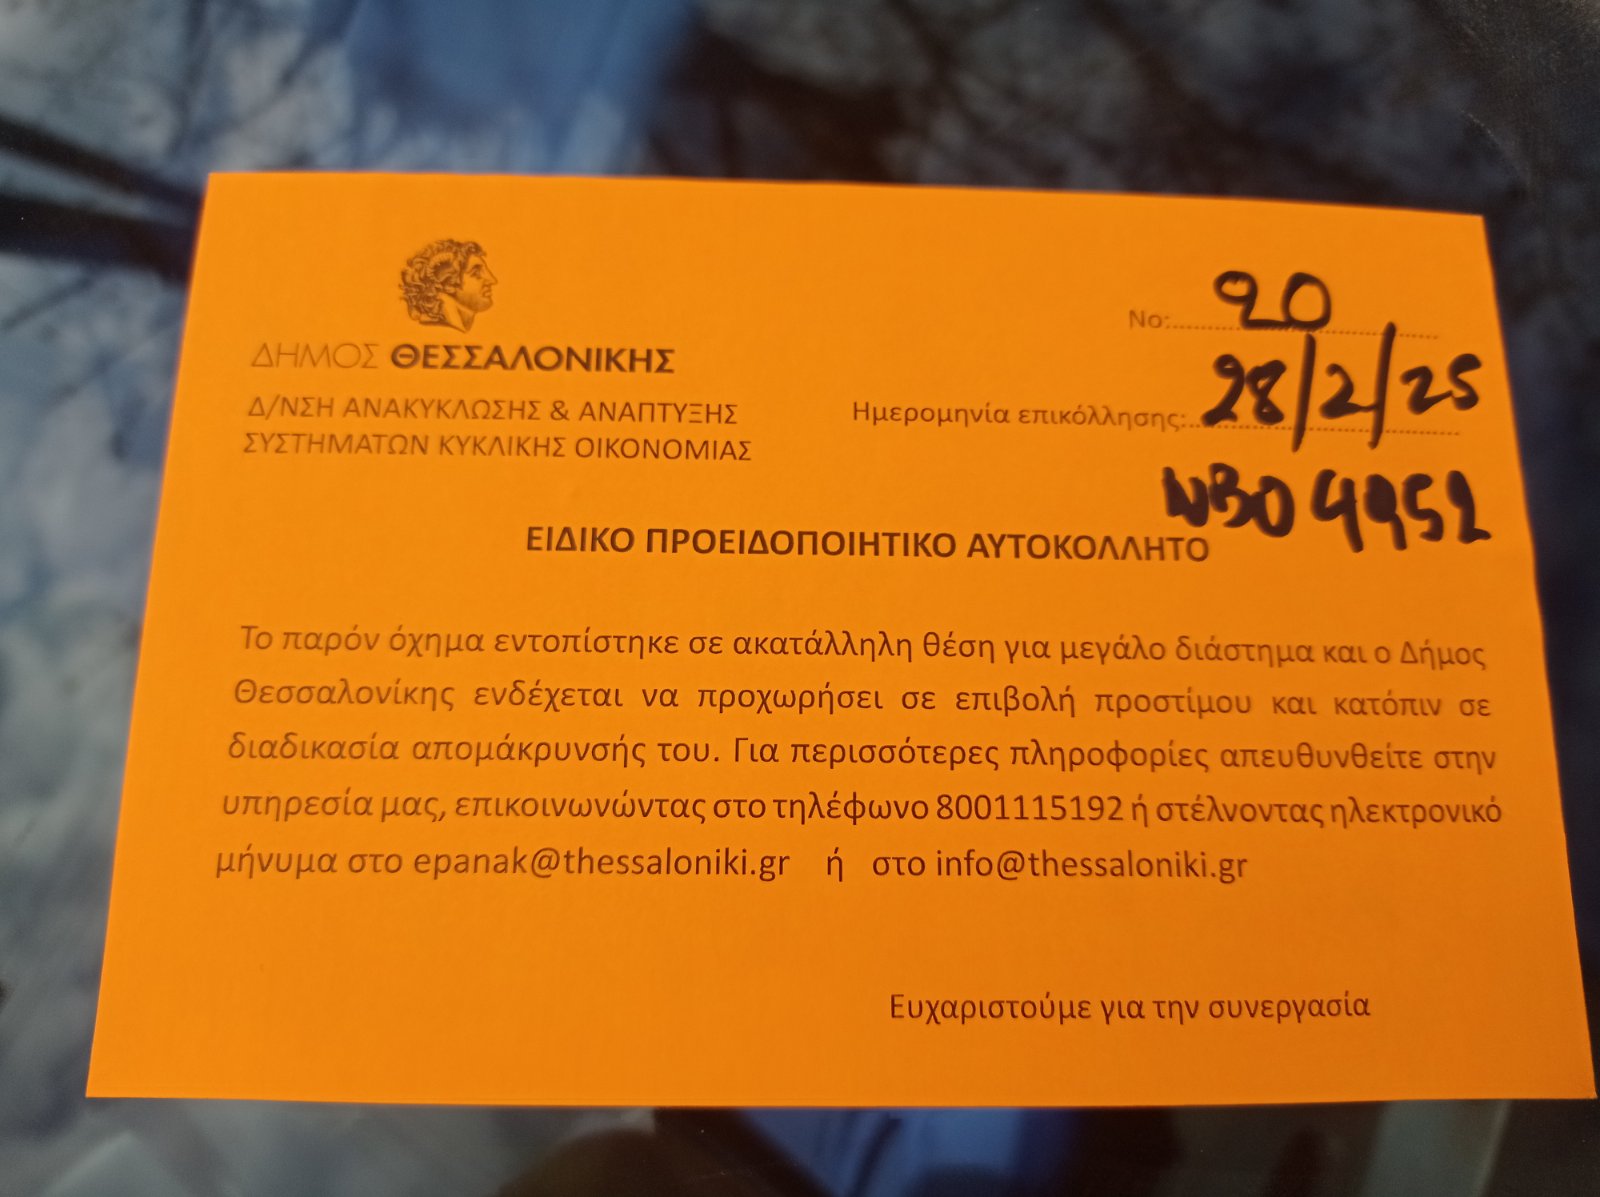 ΔΗΜΟΣ ΘΕΣΣΑΛΟΝΙΚΗΣ
Δ/ΝΣΗ ΑΝΑΚΥΚΛΩΣΗΣ & ΑΝΑΠΤΥΞΗΣ
ΣΥΣΤΗΜΑΤΩΝ ΚΥΚΛΙΚΗΣ ΟΙΚΟΝΟΜΙΑΣ
No: 20
Ημερομηνία επικόλλησης: 28/2/25
NBO 4952
ΕΙΔΙΚΟ ΠΡΟΕΙΔΟΠΟΙΗΤΙΚΟ ΑΥΤΟΚΟΛΛΗΤΟ
Το παρόν όχημα εντοπίστηκε σε ακατάλληλη θέση για μεγάλο διάστημα και ο Δήμος
Θεσσαλονίκης ενδέχεται να προχωρήσει σε επιβολή προστίμου και κατόπιν σε
διαδικασία απομάκρυνσής του. Για περισσότερες πληροφορίες απευθυνθείτε στην
υπηρεσία μας, επικοινωνώντας στο τηλέφωνο 8001115192 ή στέλνοντας ηλεκτρονικό
μήνυμα στο epanak@thessaloniki.gr ή στο info@thessaloniki.gr
Ευχαριστούμε για την συνεργασία